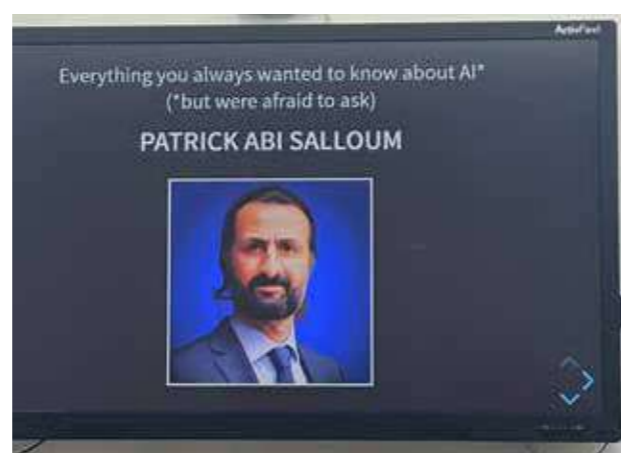 Everything you always wanted to know about AI*
(*but were afraid to ask)
PATRICK ABI SALLOUM